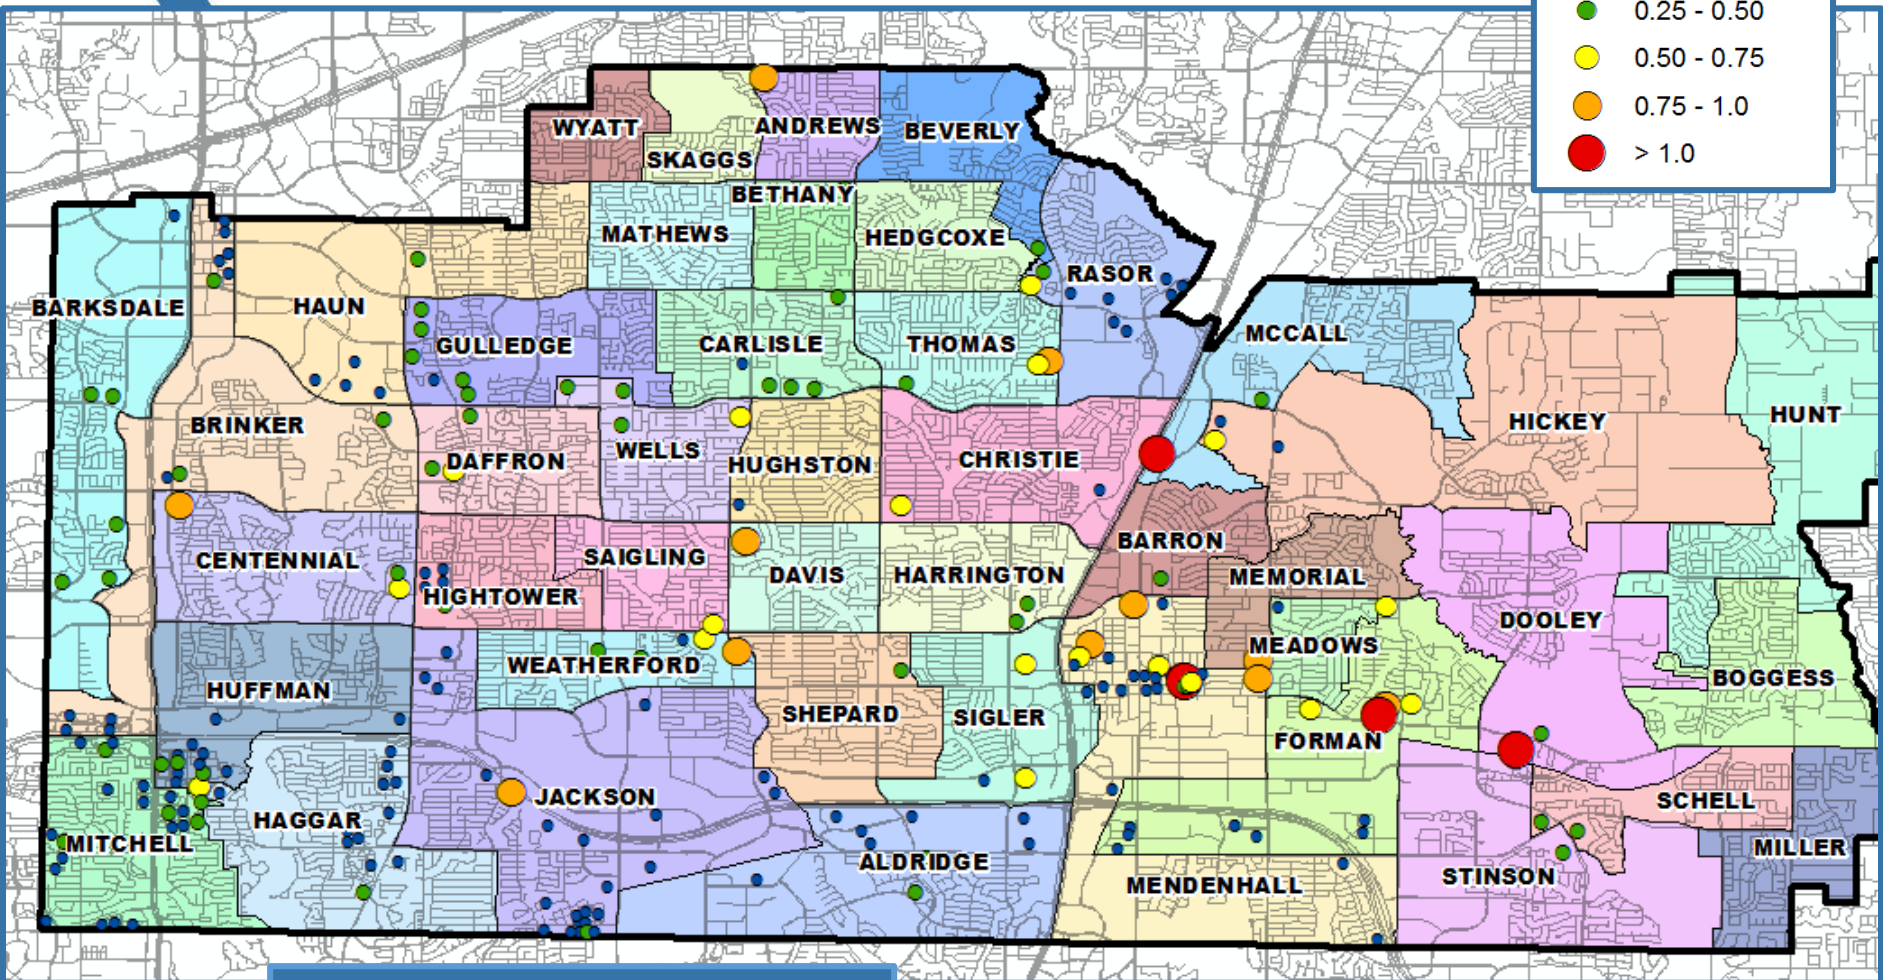 0.25 - 0.50
0.50 - 0.75
0.75 - 1.0
> 1.0
WYATT
SKAGGS
ANDREWS
BEVERLY
BETHANY
MATHEWS
HEDGCOXE
RASOR
BARKSDALE
HAUN
GULLEDGE
CARLISLE
THOMAS
MCCALL
BRINKER
DAFFRON
WELLS
HUGHSTON
CHRISTIE
HICKEY
HUNT
CENTENNIAL
HIGHTOWER
SAIGLING
DAVIS
HARRINGTON
BARRON
MEMORIAL
DOOLEY
HUFFMAN
WEATHERFORD
SHEPARD
SIGLER
MEADOWS
FORMAN
BOGGESS
MITCHELL
HAGGAR
JACKSON
ALDRIDGE
MENDENHALL
STINSON
SCHELL
MILLER